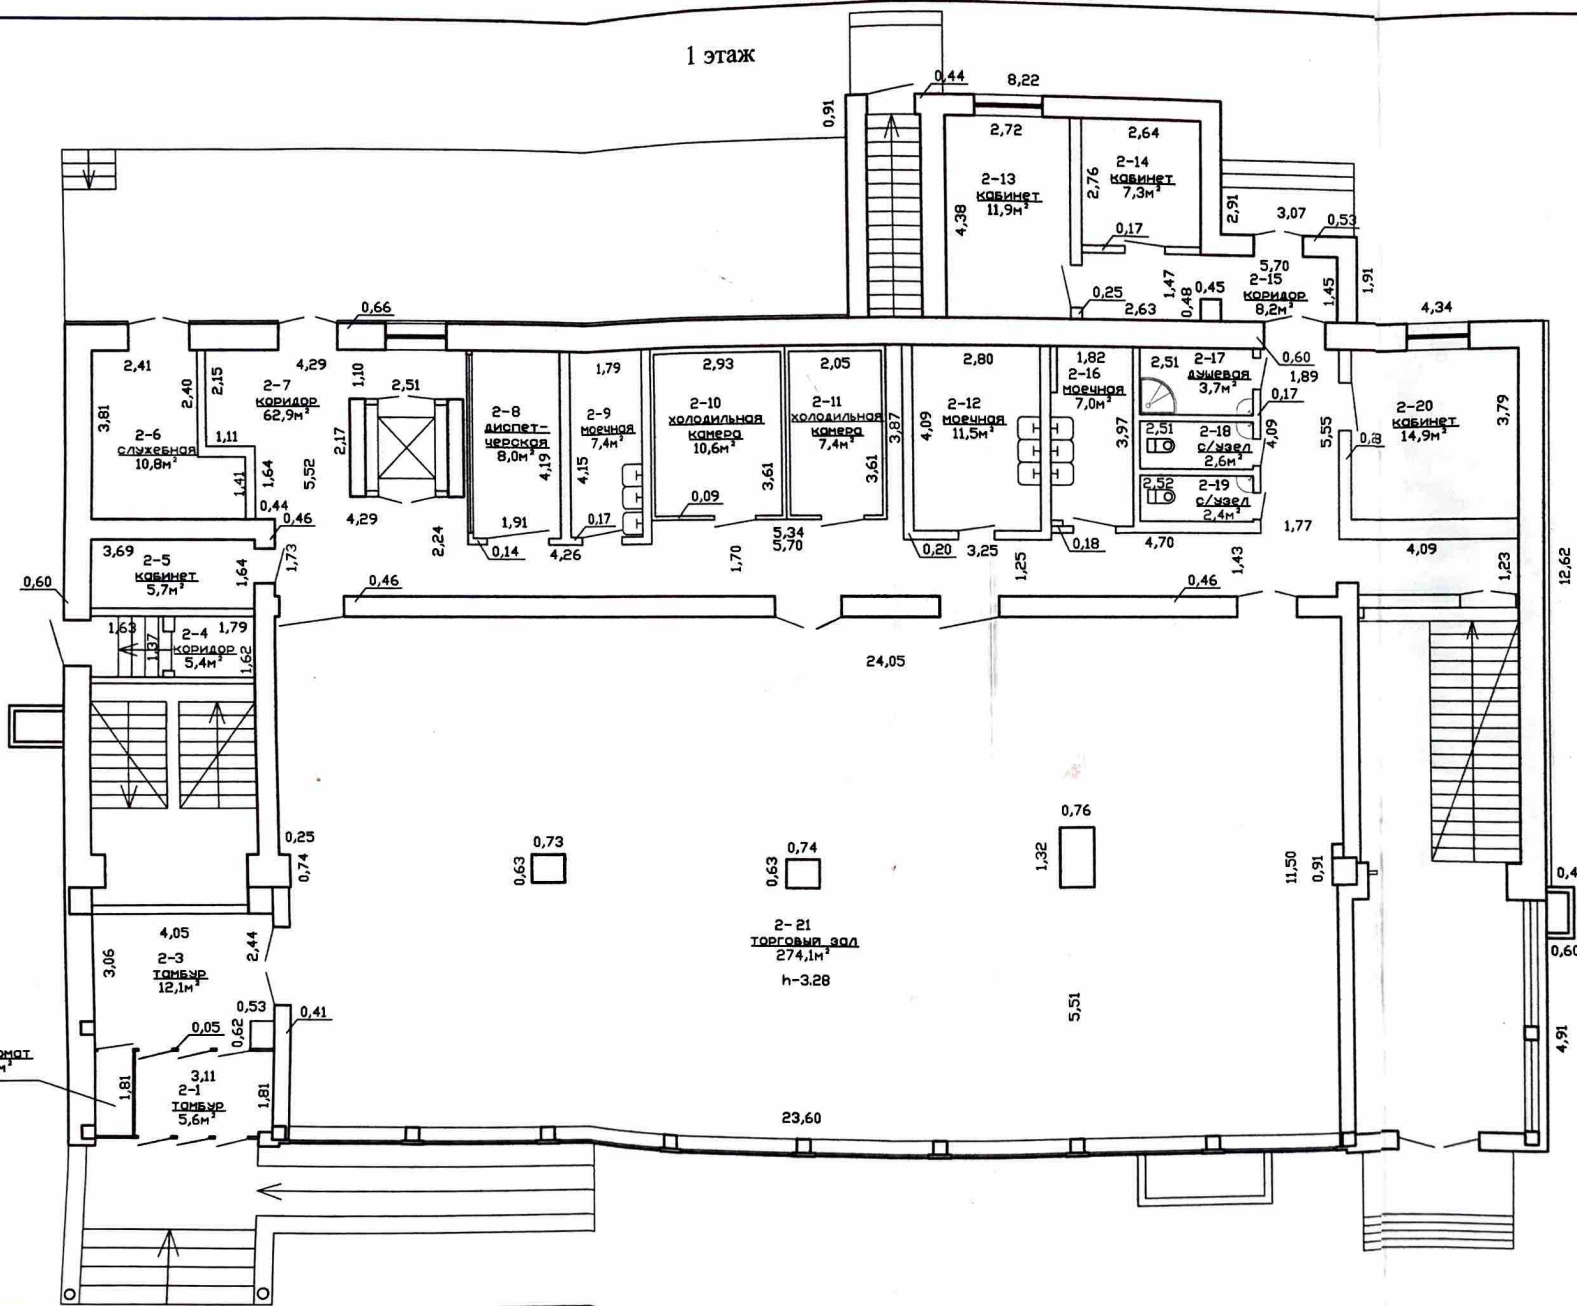 1 этаж
0,44
8,22
0,91
2,72
2,64
2-14
кабинет
7,3м²
2,76
2-13
кабинет
11,9м²
4,38
2,91
3,07
0,53
0,17
5,70
2-15
коридор
8,2м²
1,47
0,48
0,45
1,45
1,91
0,25
2,63
4,34
0,66
2,41
2,40
2,15
4,29
2-7
коридор
62,9м²
1,10
2,51
3,81
2-6
служебная
10,8м²
1,11
1,41
1,64
0,44
5,52
2,17
4,29
2,24
2-8
диспет-
черская
8,0м²
4,19
1,91
0,14
1,79
2-9
моечная
7,4м²
4,15
0,17
4,26
2,93
2-10
холодильная
камера
10,6м²
3,61
0,09
2,05
2-11
холодильная
камера
7,4м²
3,61
3,87
5,34
5,70
1,70
2,80
4,09
2-12
моечная
11,5м²
0,20
3,25
1,25
1,82
2-16
моечная
7,0м²
3,97
0,18
4,70
2,51
2-17
душевая
3,7м²
0,60
1,89
0,17
2,51
2-18
с/узел
2,6м²
4,09
2,52
2-19
с/узел
2,4м²
5,55
2-20
кабинет
14,9м²
3,79
1,77
1,43
4,09
1,23
12,62
0,46
3,69
2-5
кабинет
5,7м²
1,64
1,73
0,60
0,46
0,46
1,63
1,37
2-4
коридор
5,4м²
1,79
1,62
24,05
0,25
0,74
0,73
0,63
0,74
0,63
0,76
1,32
11,50
0,91
0,60
2-21
торговый зал
274,1м²
h-3.28
5,51
4,05
3,06
2-3
тамбур
12,1м²
2,44
0,53
0,62
0,41
0,05
1,81
3,11
2-1
тамбур
5,6м²
1,81
23,60
4,91